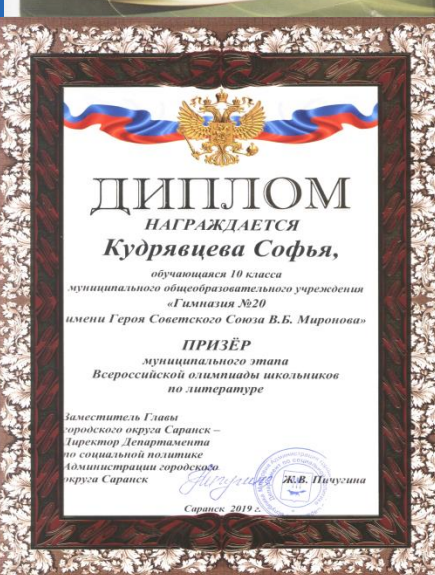 ДИПЛОМ
НАГРАЖДАЕТСЯ
Кудрявцева Софья,
обучающаяся 10 класса
муниципального общеобразовательного учреждения
«Гимназия №20
имени Героя Советского Союза В.Б. Миронова»
ПРИЗЁР
муниципального этапа
Всероссийской олимпиады школьников
по литературе
Заместитель Главы
городского округа Саранск –
Директор Департамента
по социальной политике
Администрации городского
округа Саранск
Ж.В. Пичугина
Саранск 2019 г.